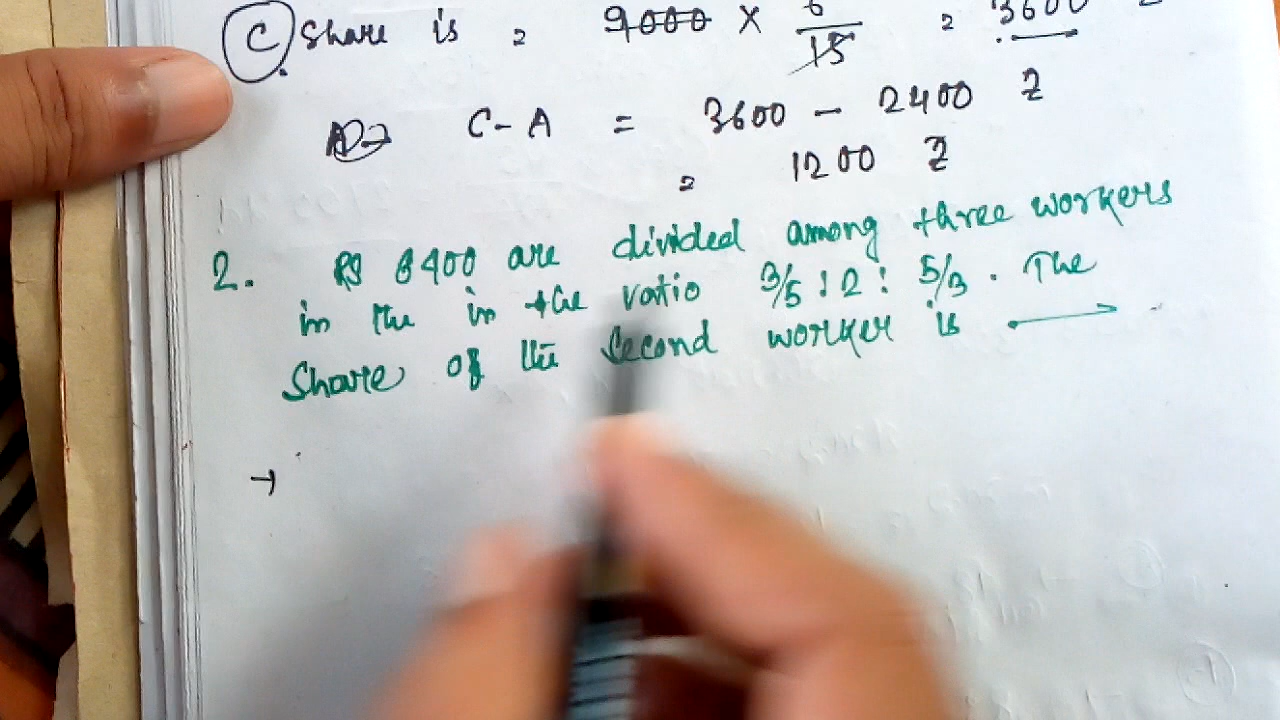 C Share is = 9000 × 6/15 = 3600
C - A = 3600 - 2400 Z
= 1200 Z
2. Rs 6400 are divided among three workers
in the in the ratio 3/5 : 2 : 5/3 . The
Share of the Second worker is